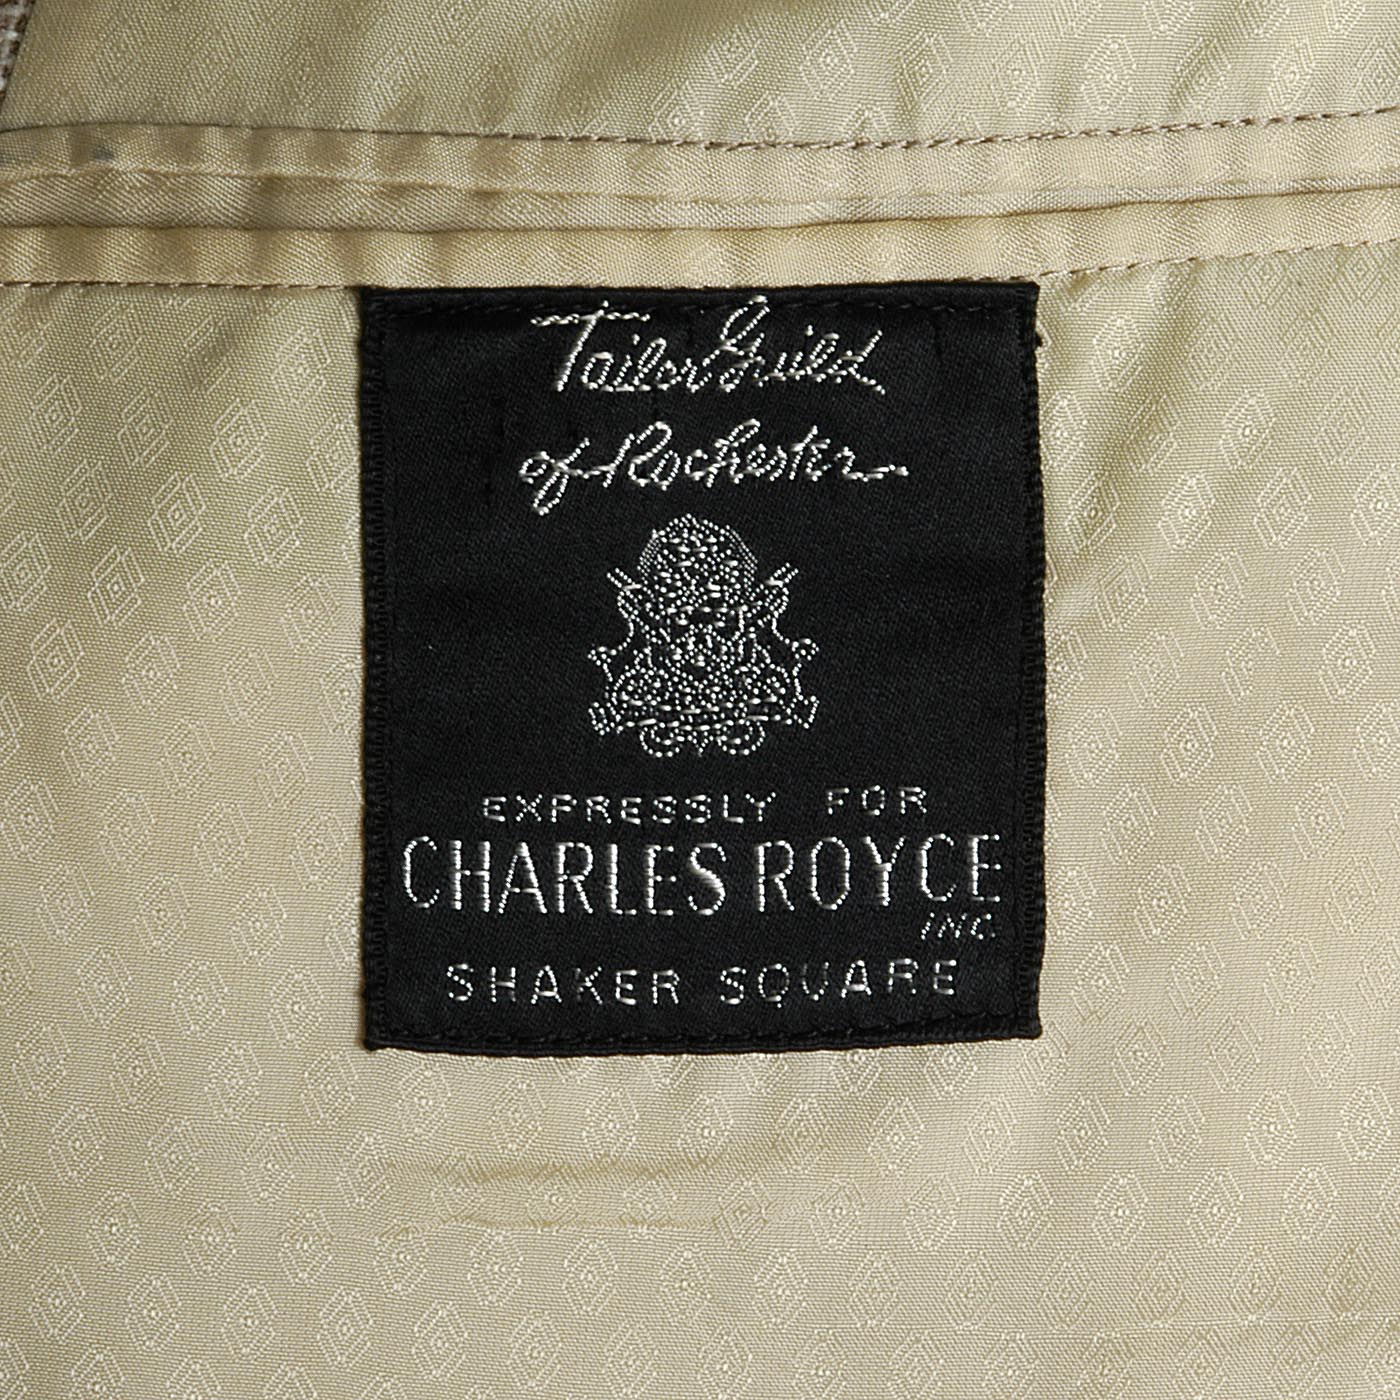 Tailor Guild
of Rochester
EXPRESSLY FOR
CHARLES ROYCE
INC.
SHAKER SQUARE